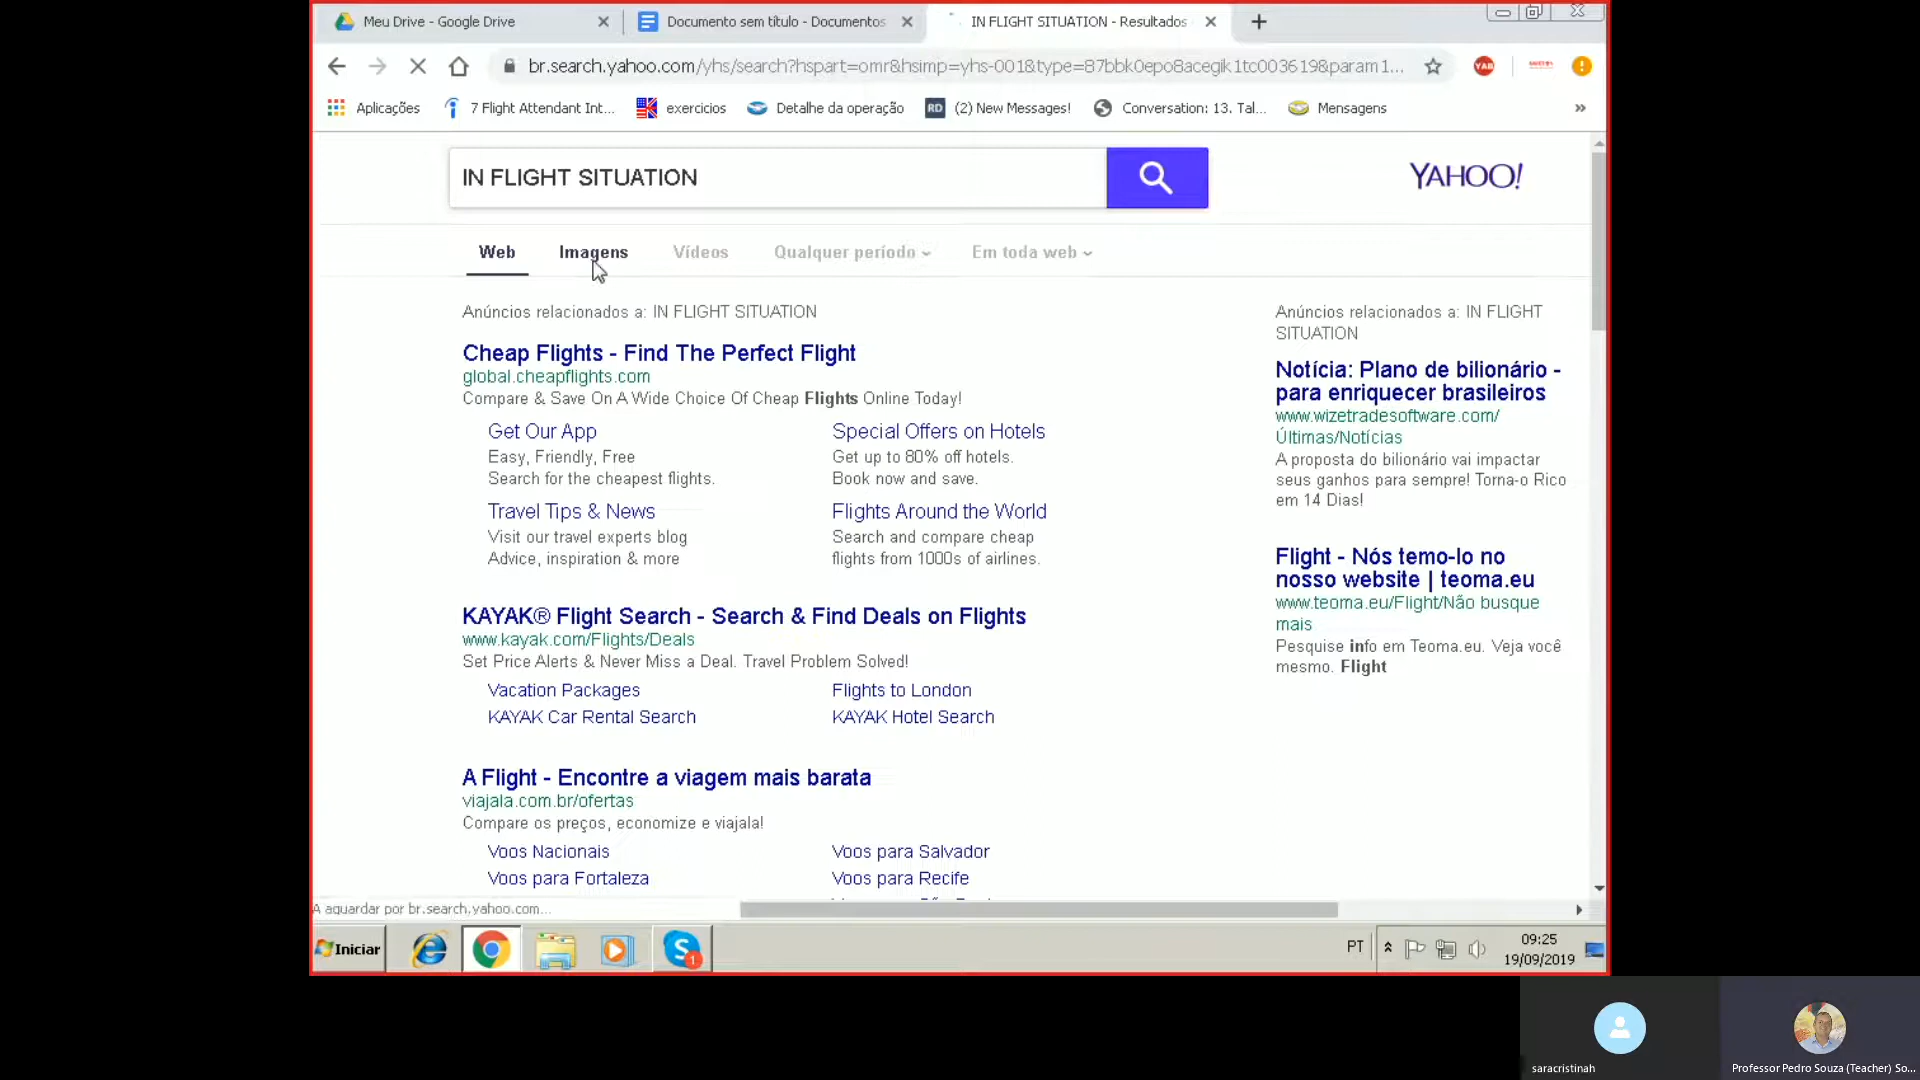 Meu Drive - Google Drive
Documento sem título - Documentos
IN FLIGHT SITUATION - Resultados
br.search.yahoo.com/yhs/search?hspart=omr&hsimp=yhs-001&type=87bbk0epo8acegik1tc003619&param1...
YAB
Aplicações
7 Flight Attendant Int...
exercicios
Detalhe da operação
RD
(2) New Messages!
Conversation: 13. Tal...
Mensagens
»
IN FLIGHT SITUATION
YAHOO!
Web
Imagens
Vídeos
Qualquer período
Em toda web
Anúncios relacionados a: IN FLIGHT SITUATION
Cheap Flights - Find The Perfect Flight
global.cheapflights.com
Compare & Save On A Wide Choice Of Cheap Flights Online Today!
Get Our App
Easy, Friendly, Free
Search for the cheapest flights.
Special Offers on Hotels
Get up to 80% off hotels.
Book now and save.
Travel Tips & News
Visit our travel experts blog
Advice, inspiration & more
Flights Around the World
Search and compare cheap
flights from 1000s of airlines.
KAYAK® Flight Search - Search & Find Deals on Flights
www.kayak.com/Flights/Deals
Set Price Alerts & Never Miss a Deal. Travel Problem Solved!
Vacation Packages
Flights to London
KAYAK Car Rental Search
KAYAK Hotel Search
A Flight - Encontre a viagem mais barata
viajala.com.br/ofertas
Compare os preços, economize e viajala!
Voos Nacionais
Voos para Salvador
Voos para Fortaleza
Voos para Recife
Anúncios relacionados a: IN FLIGHT
SITUATION
Notícia: Plano de bilionário -
para enriquecer brasileiros
www.wizetradesoftware.com/
Últimas/Notícias
A proposta do bilionário vai impactar
seus ganhos para sempre! Torna-o Rico
em 14 Dias!
Flight - Nós temo-lo no
nosso website | teoma.eu
www.teoma.eu/Flight/Não busque
mais
Pesquise info em Teoma.eu. Veja você
mesmo. Flight
A aguardar por br.search.yahoo.com...
Iniciar
1
PT
09:25
19/09/2019
saracristinah
Professor Pedro Souza (Teacher) So...